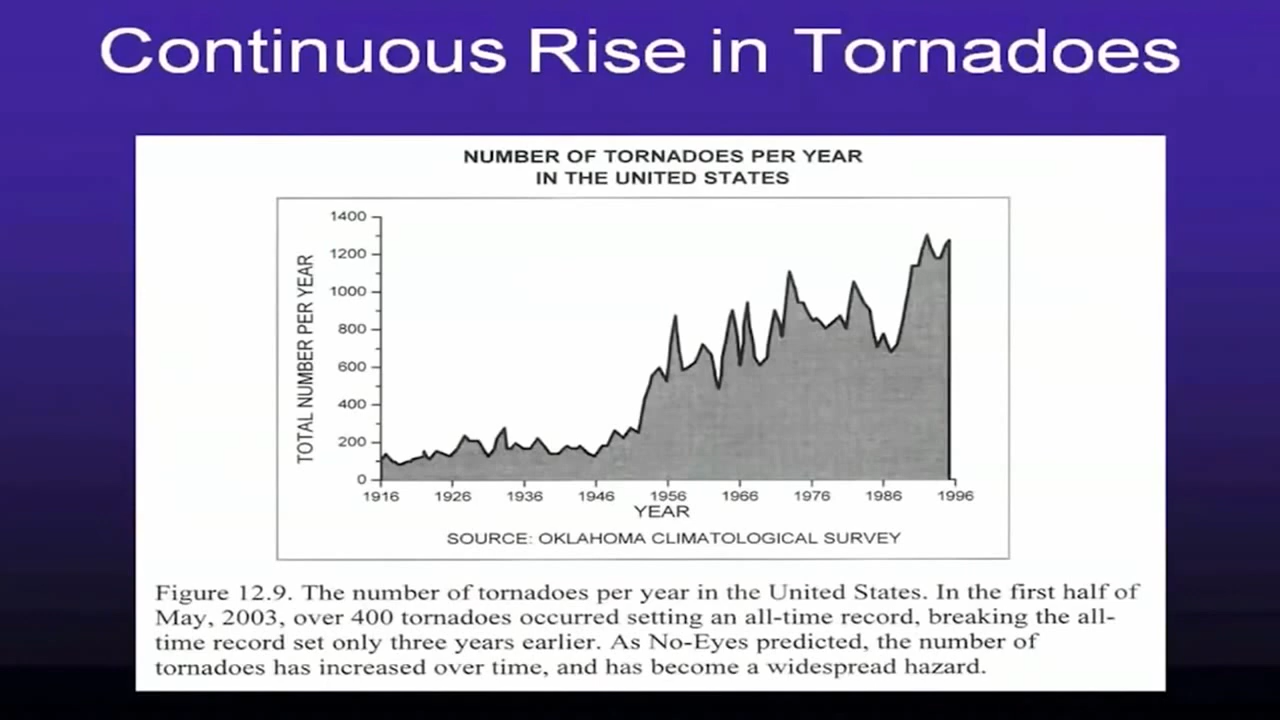 Continuous Rise in Tornadoes
NUMBER OF TORNADOES PER YEAR
IN THE UNITED STATES
TOTAL NUMBER PER YEAR
1400
1200
1000
800
600
400
200
0
1916 1926 1936 1946 1956 1966 1976 1986 1996
YEAR
SOURCE: OKLAHOMA CLIMATOLOGICAL SURVEY
Figure 12.9. The number of tornadoes per year in the United States. In the first half of
May, 2003, over 400 tornadoes occurred setting an all-time record, breaking the all-
time record set only three years earlier. As No-Eyes predicted, the number of
tornadoes has increased over time, and has become a widespread hazard.